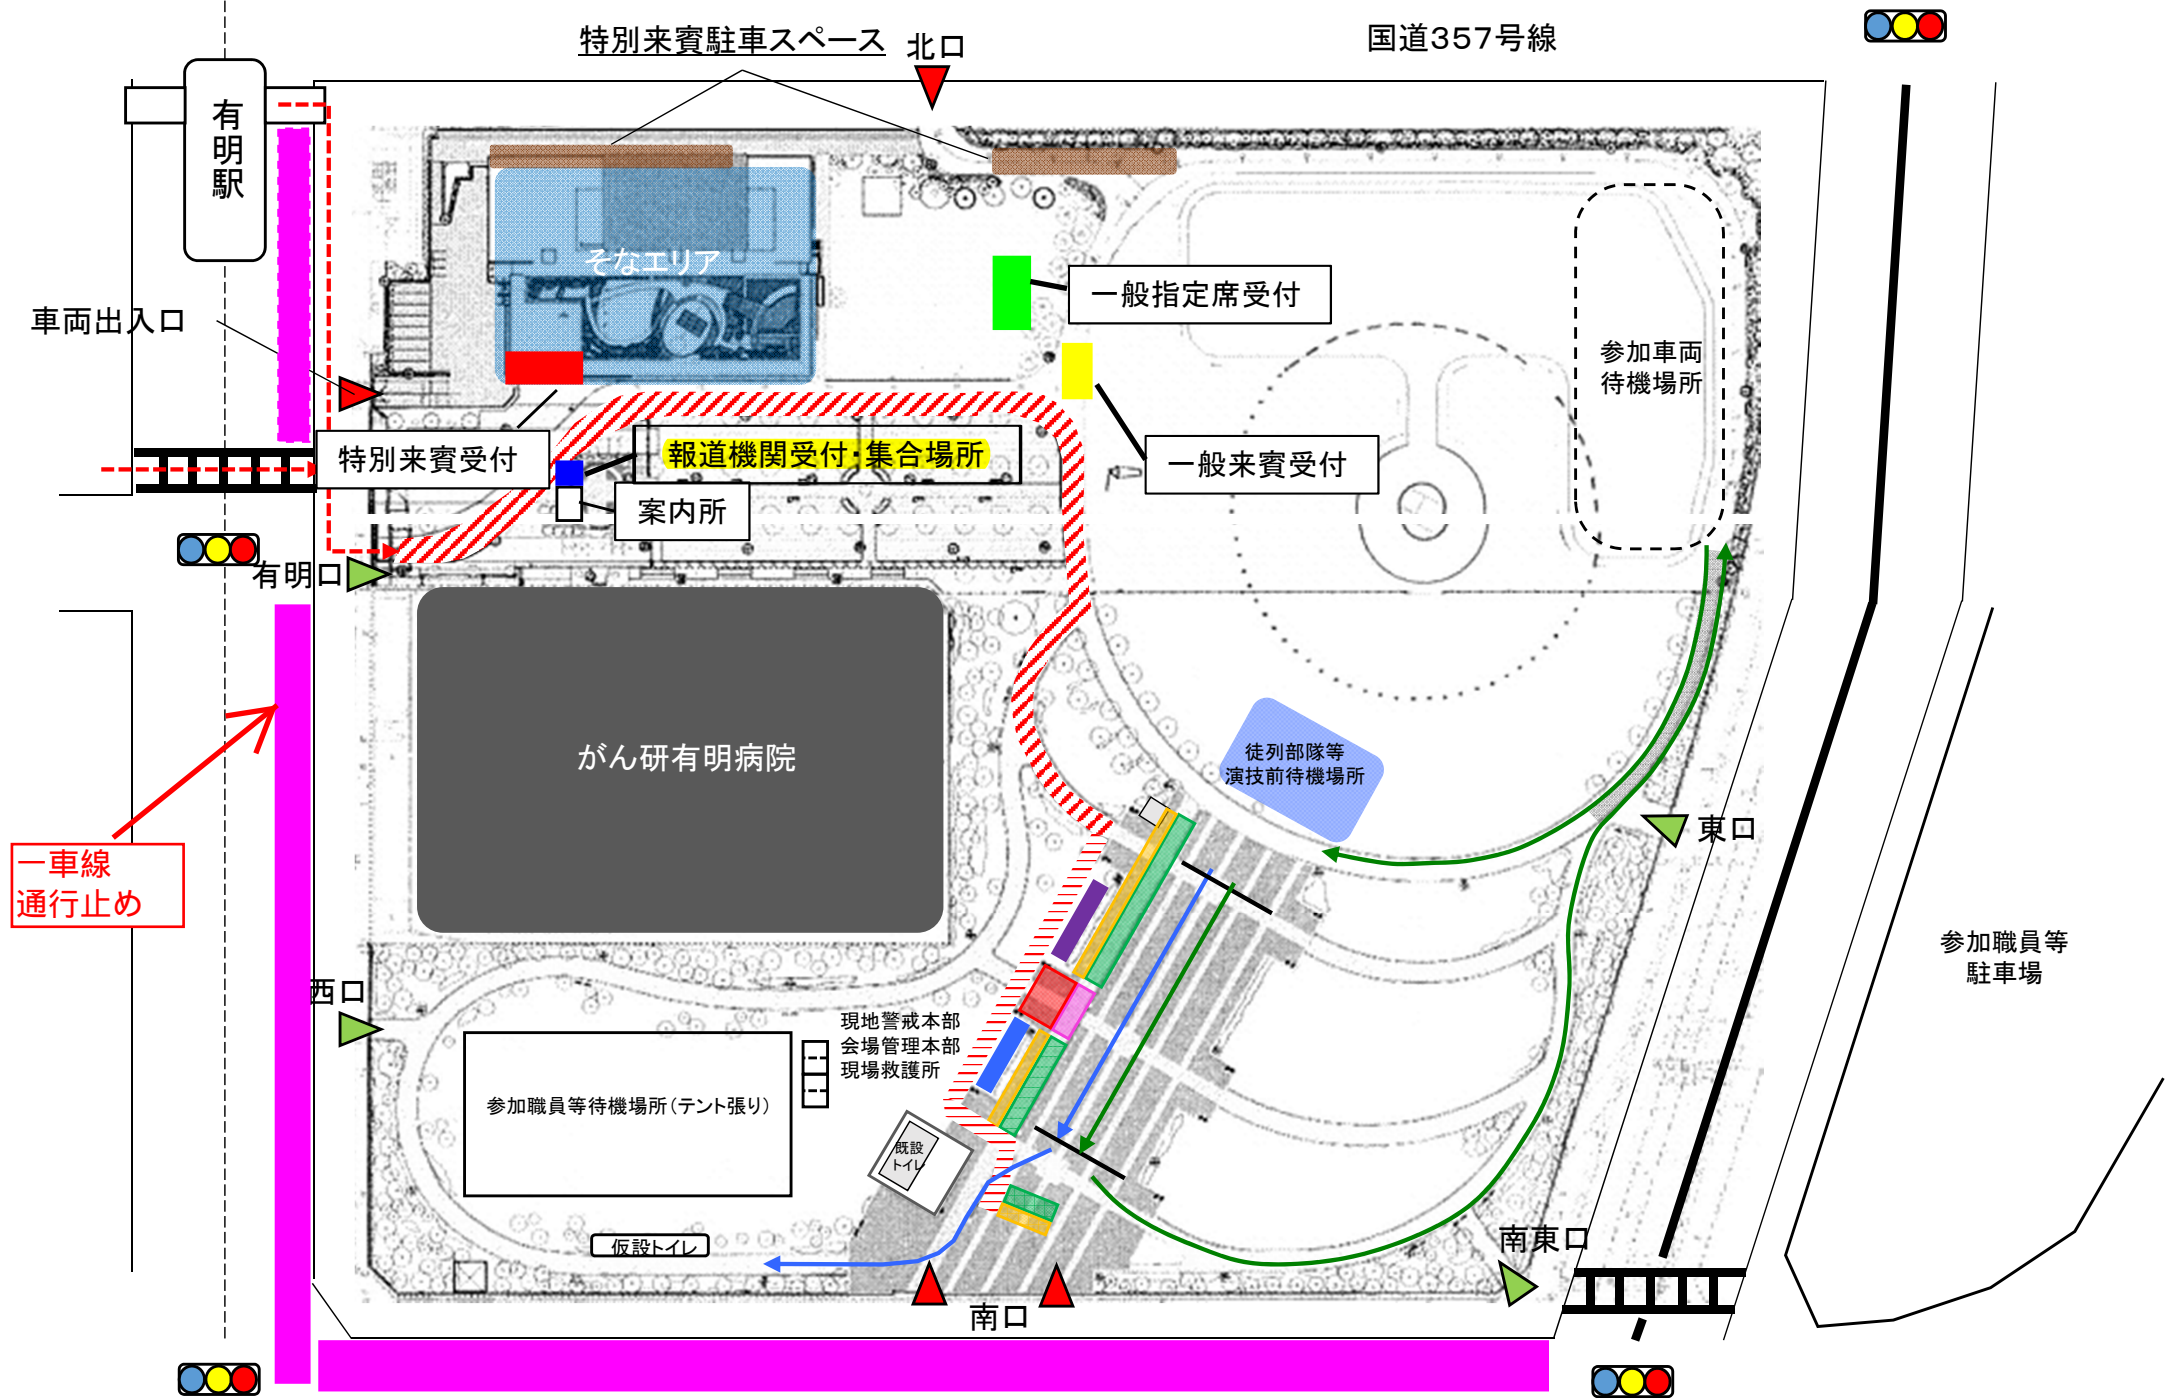 特別来賓駐車スペース
北口
国道357号線
有明駅
そなエリア
一般指定席受付
車両出入口
参加車両
待機場所
特別来賓受付
報道機関受付・集合場所
一般来賓受付
案内所
有明口
がん研有明病院
徒列部隊等
演技前待機場所
東口
一車線
通行止め
参加職員等
駐車場
西口
現地警戒本部
会場管理本部
現場救護所
参加職員等待機場所（テント張り）
既設
トイレ
仮設トイレ
南東口
南口